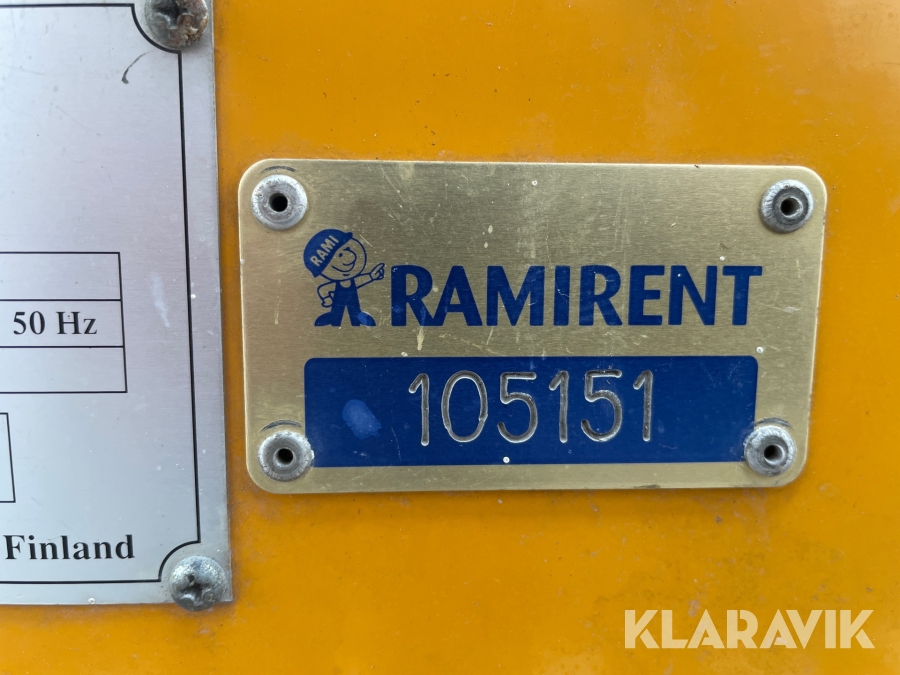 50 Hz
Finland
RAMI
RAMIRENT
105151
KLARAVIK